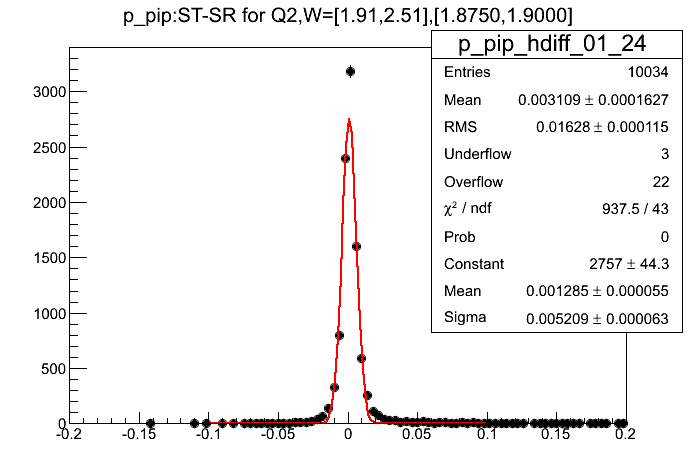 p_pip:ST-SR for Q2,W=[1.91,2.51],[1.8750,1.9000]
p_pip_hdiff_01_24
Entries 10034
Mean 0.003109 ± 0.0001627
RMS 0.01628 ± 0.000115
Underflow 3
Overflow 22
χ² / ndf 937.5 / 43
Prob 0
Constant 2757 ± 44.3
Mean 0.001285 ± 0.000055
Sigma 0.005209 ± 0.000063
3000
2500
2000
1500
1000
500
0
-0.2 -0.15 -0.1 -0.05 0 0.05 0.1 0.15 0.2